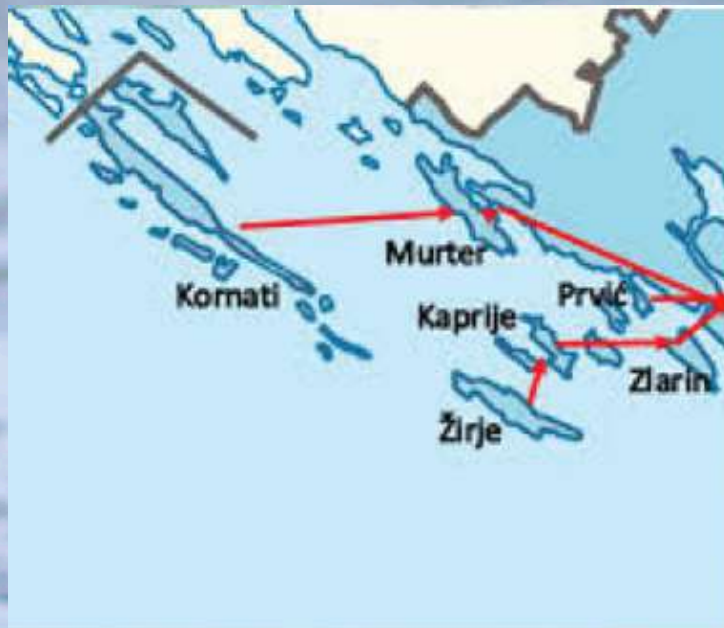 Murter
Kornati
Prvić
Kaprije
Zlarin
Žirje